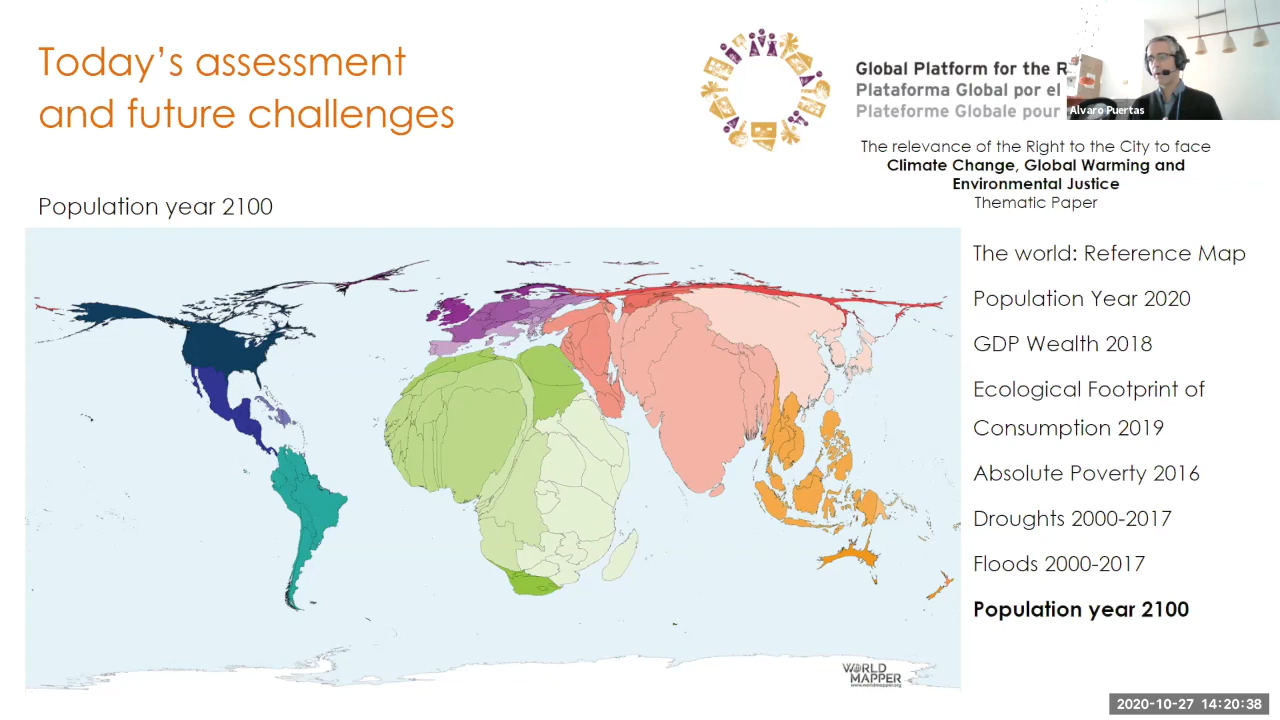 Today's assessment
and future challenges
Global Platform for the R
Plataforma Global por el
Plateforme Globale pour
Alvaro Puertas
The relevance of the Right to the City to face
Climate Change, Global Warming and
Environmental Justice
Thematic Paper
Population year 2100
The world: Reference Map
Population Year 2020
GDP Wealth 2018
Ecological Footprint of
Consumption 2019
Absolute Poverty 2016
Droughts 2000-2017
Floods 2000-2017
Population year 2100
WORLD
MAPPER
www.worldmapper.org
2020-10-27 14:20:38